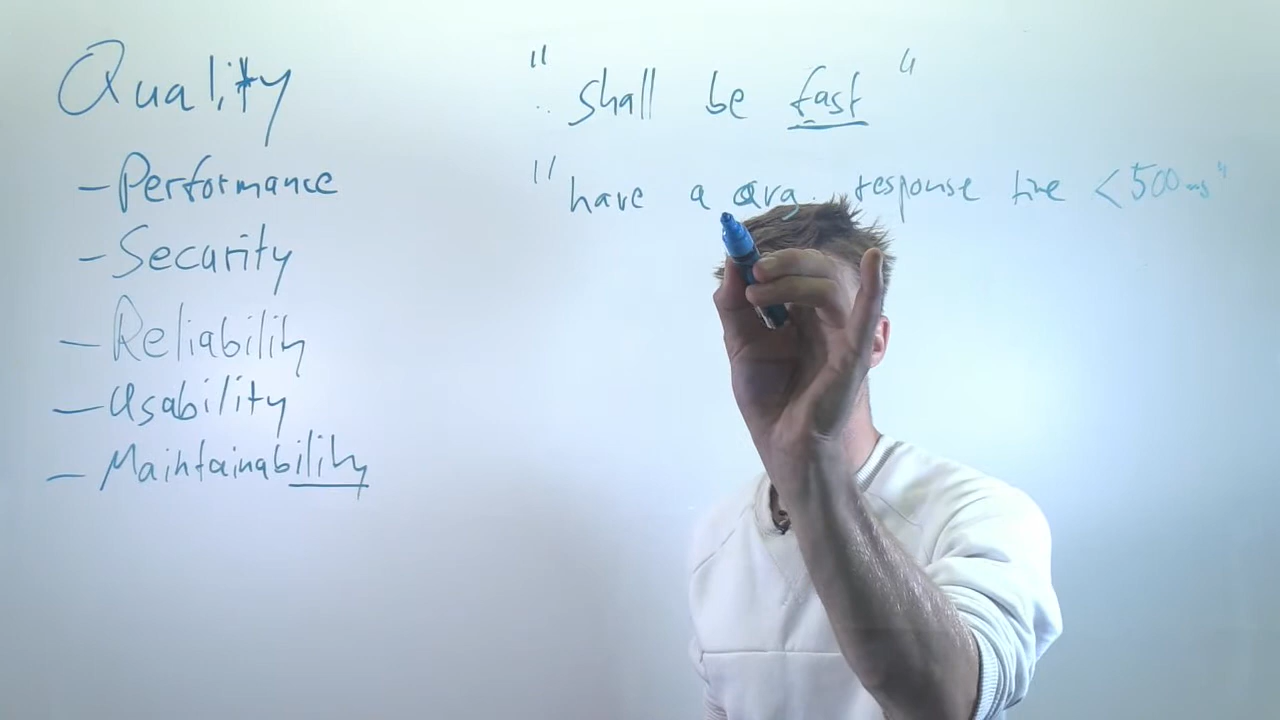 Quality
- Performance
- Security
- Reliability
- Usability
- Maintainability
" shall be fast "
" have a avg. response time <500ms "